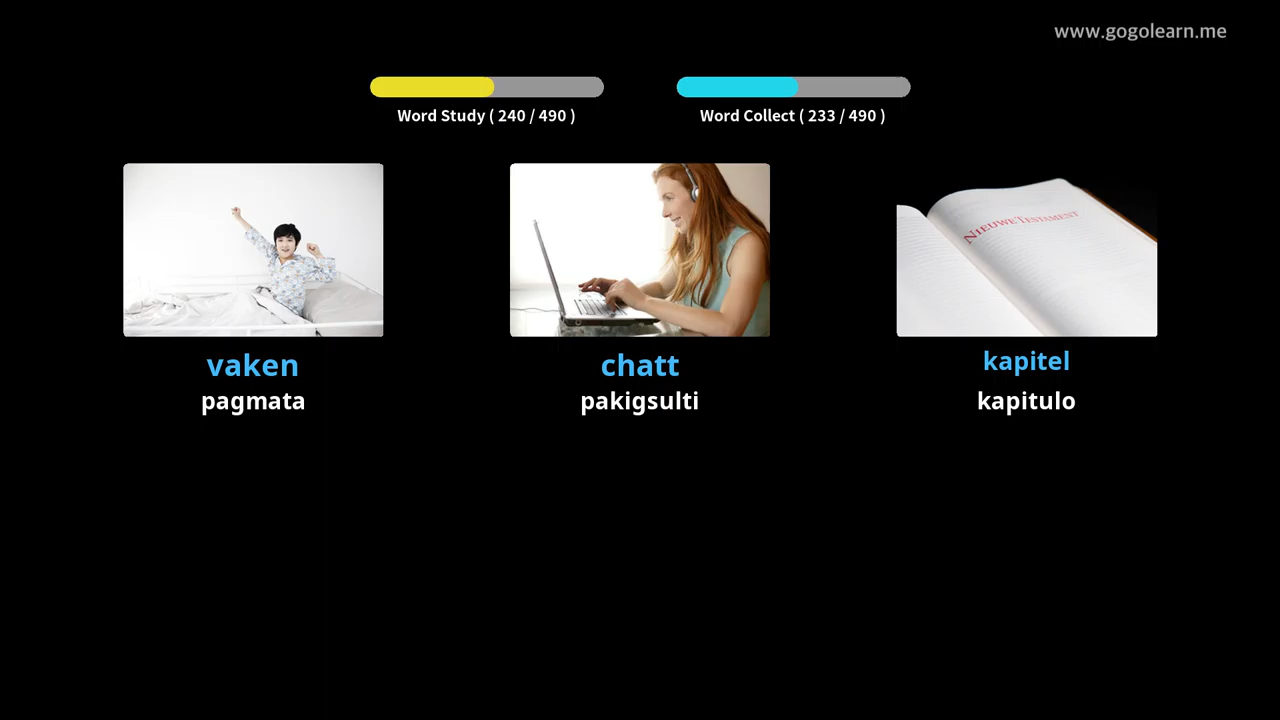 www.gogolearn.me
Word Study ( 240 / 490 )
Word Collect ( 233 / 490 )
NIEUWE TESTAMENT
vaken
chatt
kapitel
pagmata
pakigsulti
kapitulo